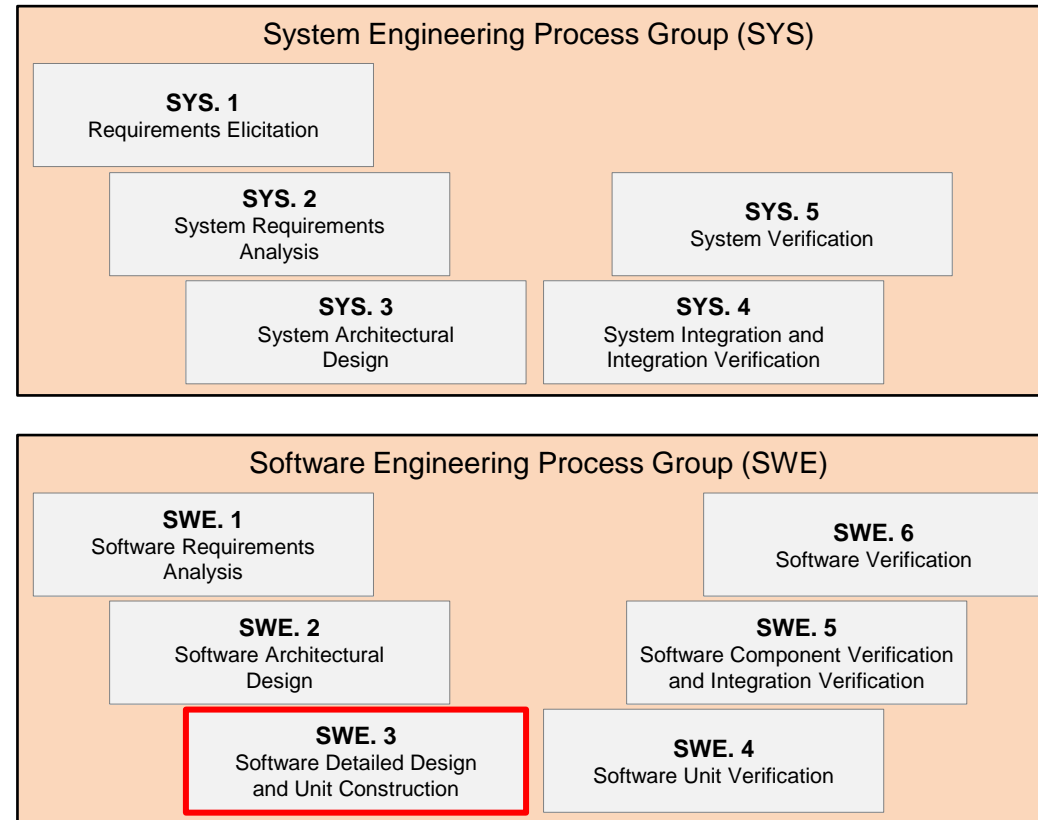 System Engineering Process Group (SYS)
SYS. 1
Requirements Elicitation
SYS. 2
System Requirements
Analysis
SYS. 5
System Verification
SYS. 3
System Architectural
Design
SYS. 4
System Integration and
Integration Verification
Software Engineering Process Group (SWE)
SWE. 1
Software Requirements
Analysis
SWE. 6
Software Verification
SWE. 2
Software Architectural
Design
SWE. 5
Software Component Verification
and Integration Verification
SWE. 3
Software Detailed Design
and Unit Construction
SWE. 4
Software Unit Verification